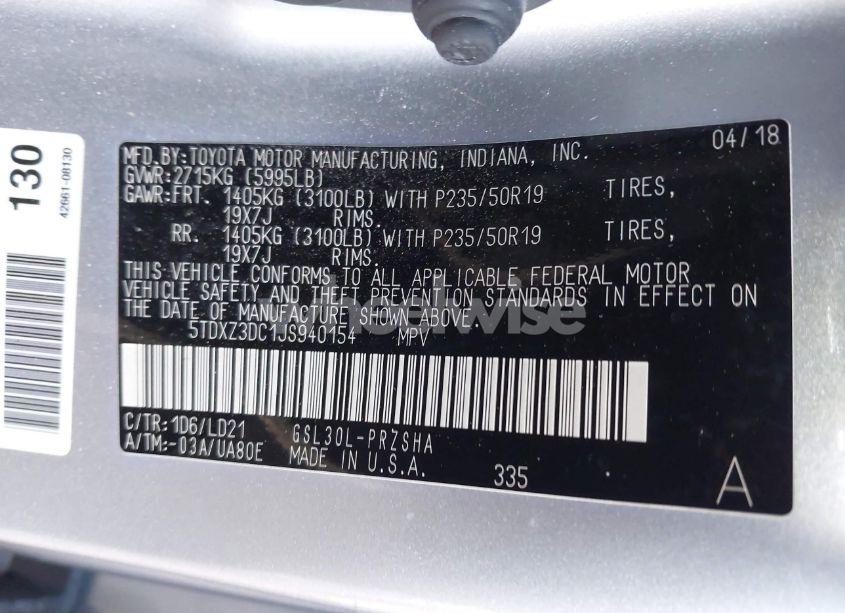 130
42661-08130
04/18
MFD.BY:TOYOTA MOTOR MANUFACTURING, INDIANA, INC.
GVWR:2715KG (5995LB)
GAWR:FRT. 1405KG (3100LB) WITH P235/50R19 TIRES,
19X7J RIMS
RR. 1405KG (3100LB) WITH P235/50R19 TIRES,
19X7J RIMS.
THIS VEHICLE CONFORMS TO ALL APPLICABLE FEDERAL MOTOR
VEHICLE SAFETY AND THEFT PREVENTION STANDARDS IN EFFECT ON
THE DATE OF MANUFACTURE SHOWN ABOVE.
5TDXZ3DC1JS940154 MPV
C/TR:1D6/LD21 GSL30L-PRZSHA
A/TM:-03A/UA80E MADE IN U.S.A. 335 A